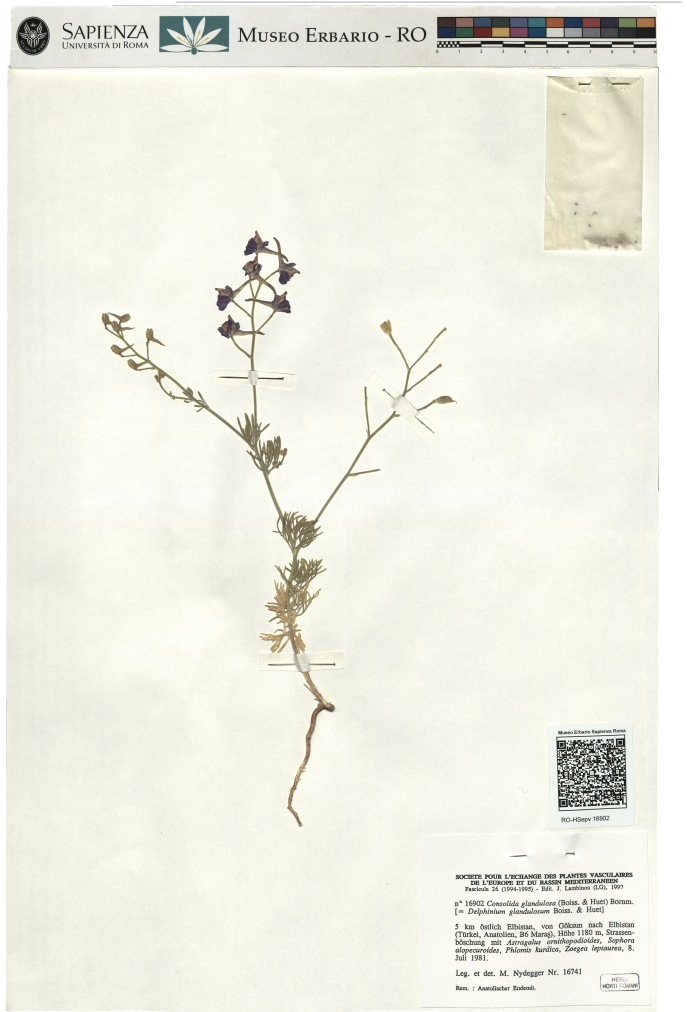 SAPIENZA
UNIVERSITÀ DI ROMA
MUSEO ERBARIO - RO
Museo Erbario Sapienza Roma
RO-HSepv 16902
SOCIETE POUR L'ECHANGE DES PLANTES VASCULAIRES
DE L'EUROPE ET DU BASSIN MEDITERRANEEN
Fascicule 26 (1994-1995) - Edit. J. Lambinon (LG), 1997
n° 16902 Consolida glandulosa (Boiss. & Huet) Bornm.
[= Delphinium glandulosum Boiss. & Huet]
5 km östlich Elbistan, von Göksun nach Elbistan
(Türkei, Anatolien, B6 Maraş), Höhe 1180 m, Strassen-
böschung mit Astragalus ornithopodioides, Sophora
alopecuroides, Phlomis kurdica, Zoegea leptaurea, 8.
Juli 1981.
Leg. et det. M. Nydegger Nr. 16741
Rem. : Anatolischer Endemit.
HERB.
HORTI ROMANI